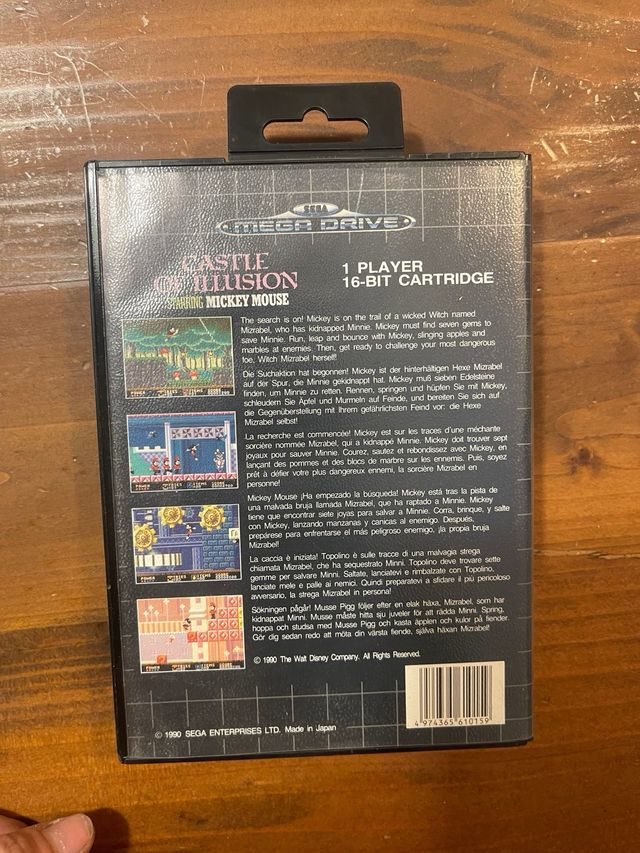 SEGA
MEGA DRIVE
CASTLE
OF ILLUSION
STARRING MICKEY MOUSE
1 PLAYER
16-BIT CARTRIDGE
The search is on! Mickey is on the trail of a wicked Witch named
Mizrabel, who has kidnapped Minnie. Mickey must find seven gems to
save Minnie. Run, leap and bounce with Mickey, slinging apples and
marbles at enemies. Then, get ready to challenge your most dangerous
foe, Witch Mizrabel herself!
Die Suchaktion hat begonnen! Mickey ist der hinterhältigen Hexe Mizrabel
auf der Spur, die Minnie gekidnappt hat. Mickey muß sieben Edelsteine
finden, um Minnie zu retten. Rennen, springen und hüpfen Sie mit Mickey,
schleudern Sie Äpfel und Murmeln auf Feinde, und bereiten Sie sich auf
die Gegenüberstellung mit Ihrem gefährlichsten Feind vor: die Hexe
Mizrabel selbst!
La recherche est commencée! Mickey est sur les traces d'une méchante
sorcière nommée Mizrabel, qui a kidnappé Minnie. Mickey doit trouver sept
joyaux pour sauver Minnie. Courez, sautez et rebondissez avec Mickey, en
lançant des pommes et des blocs de marbre sur les ennemis. Puis, soyez
prêt à défier votre plus dangereux ennemi, la sorcière Mizrabel en
personne!
Mickey Mouse ¡Ha empezado la búsqueda! Mickey está tras la pista de
una malvada bruja llamada Mizrabel, que ha raptado a Minnie. Mickey
tiene que encontrar siete joyas para salvar a Minnie. Corra, brinque, y salte
con Mickey, lanzando manzanas y canicas al enemigo. Después,
prepárese para enfrentarse el más peligroso enemigo, ¡la propia bruja
Mizrabel!
La caccia è iniziata! Topolino è sulle tracce di una malvagia strega
chiamata Mizrabel, che ha sequestrato Minni. Topolino deve trovare sette
gemme per salvare Minni. Saltate, lanciatevi e rimbalzate con Topolino,
lanciate mele e palle ai nemici. Quindi preparatevi a sfidare il più pericoloso
avversario, la strega Mizrabel in persona!
Sökningen pågår! Musse Pigg följer efter en elak häxa, Mizrabel, som har
kidnappat Minni. Musse måste hitta sju juveler för att rädda Minni. Spring,
hoppa och studsa med Musse Pigg och kasta äpplen och kulor på fiender.
Gör dig sedan redo att möta din värsta fiende, själva häxan Mizrabel!
© 1990 The Walt Disney Company. All Rights Reserved.
4 974365 610159
© 1990 SEGA ENTERPRISES LTD. Made in Japan